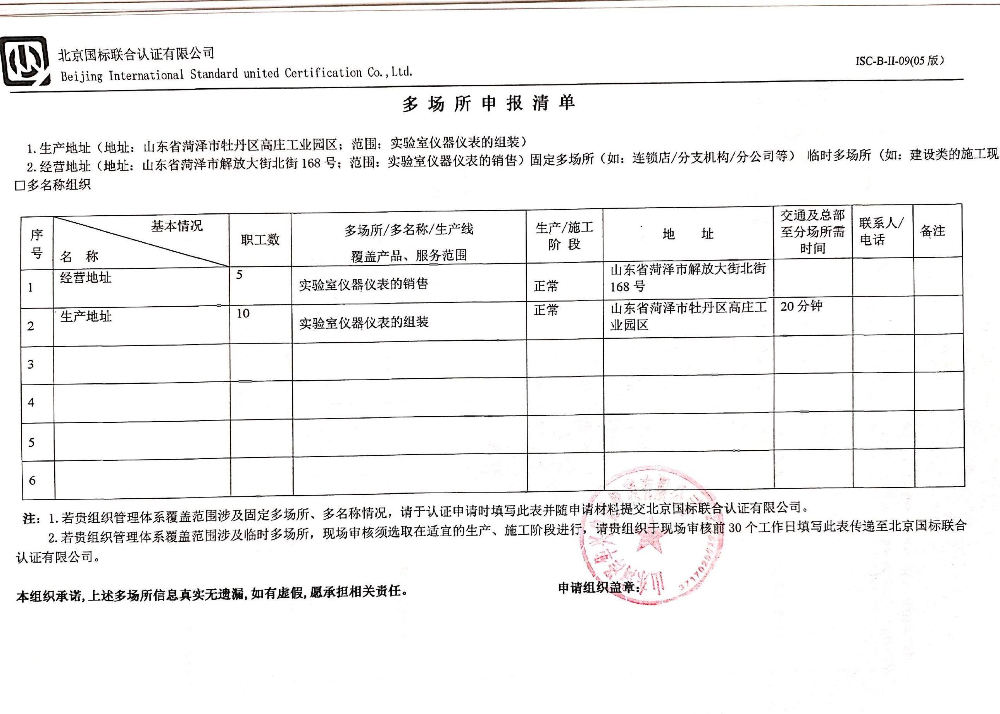 北京国标联合认证有限公司
Beijing International Standard united Certification Co.,Ltd.
ISC-B-II-09(05 版)
多场所申报清单
1.生产地址（地址：山东省菏泽市牡丹区高庄工业园区；范围：实验室仪器仪表的组装）
2.经营地址（地址：山东省菏泽市解放大街北街 168 号；范围：实验室仪器仪表的销售）固定多场所（如：连锁店/分支机构/分公司等） 临时多场所（如：建设类的施工现
□多名称组织
序号 基本情况 名 称 职工数 多场所/多名称/生产线 覆盖产品、服务范围 生产/施工阶 段 地 址 交通及总部至分场所需时间 联系人/电话 备注
1 经营地址 5 实验室仪器仪表的销售 正常 山东省菏泽市解放大街北街 168 号
2 生产地址 10 实验室仪器仪表的组装 正常 山东省菏泽市牡丹区高庄工业园区 20 分钟
3
4
5
6
注：1.若贵组织管理体系覆盖范围涉及固定多场所、多名称情况，请于认证申请时填写此表并随申请材料提交北京国标联合认证有限公司。
2.若贵组织管理体系覆盖范围涉及临时多场所，现场审核须选取在适宜的生产、施工阶段进行，请贵组织于现场审核前 30 个工作日填写此表传递至北京国标联合
认证有限公司。
本组织承诺,上述多场所信息真实无遗漏,如有虚假,愿承担相关责任。
申请组织盖章：